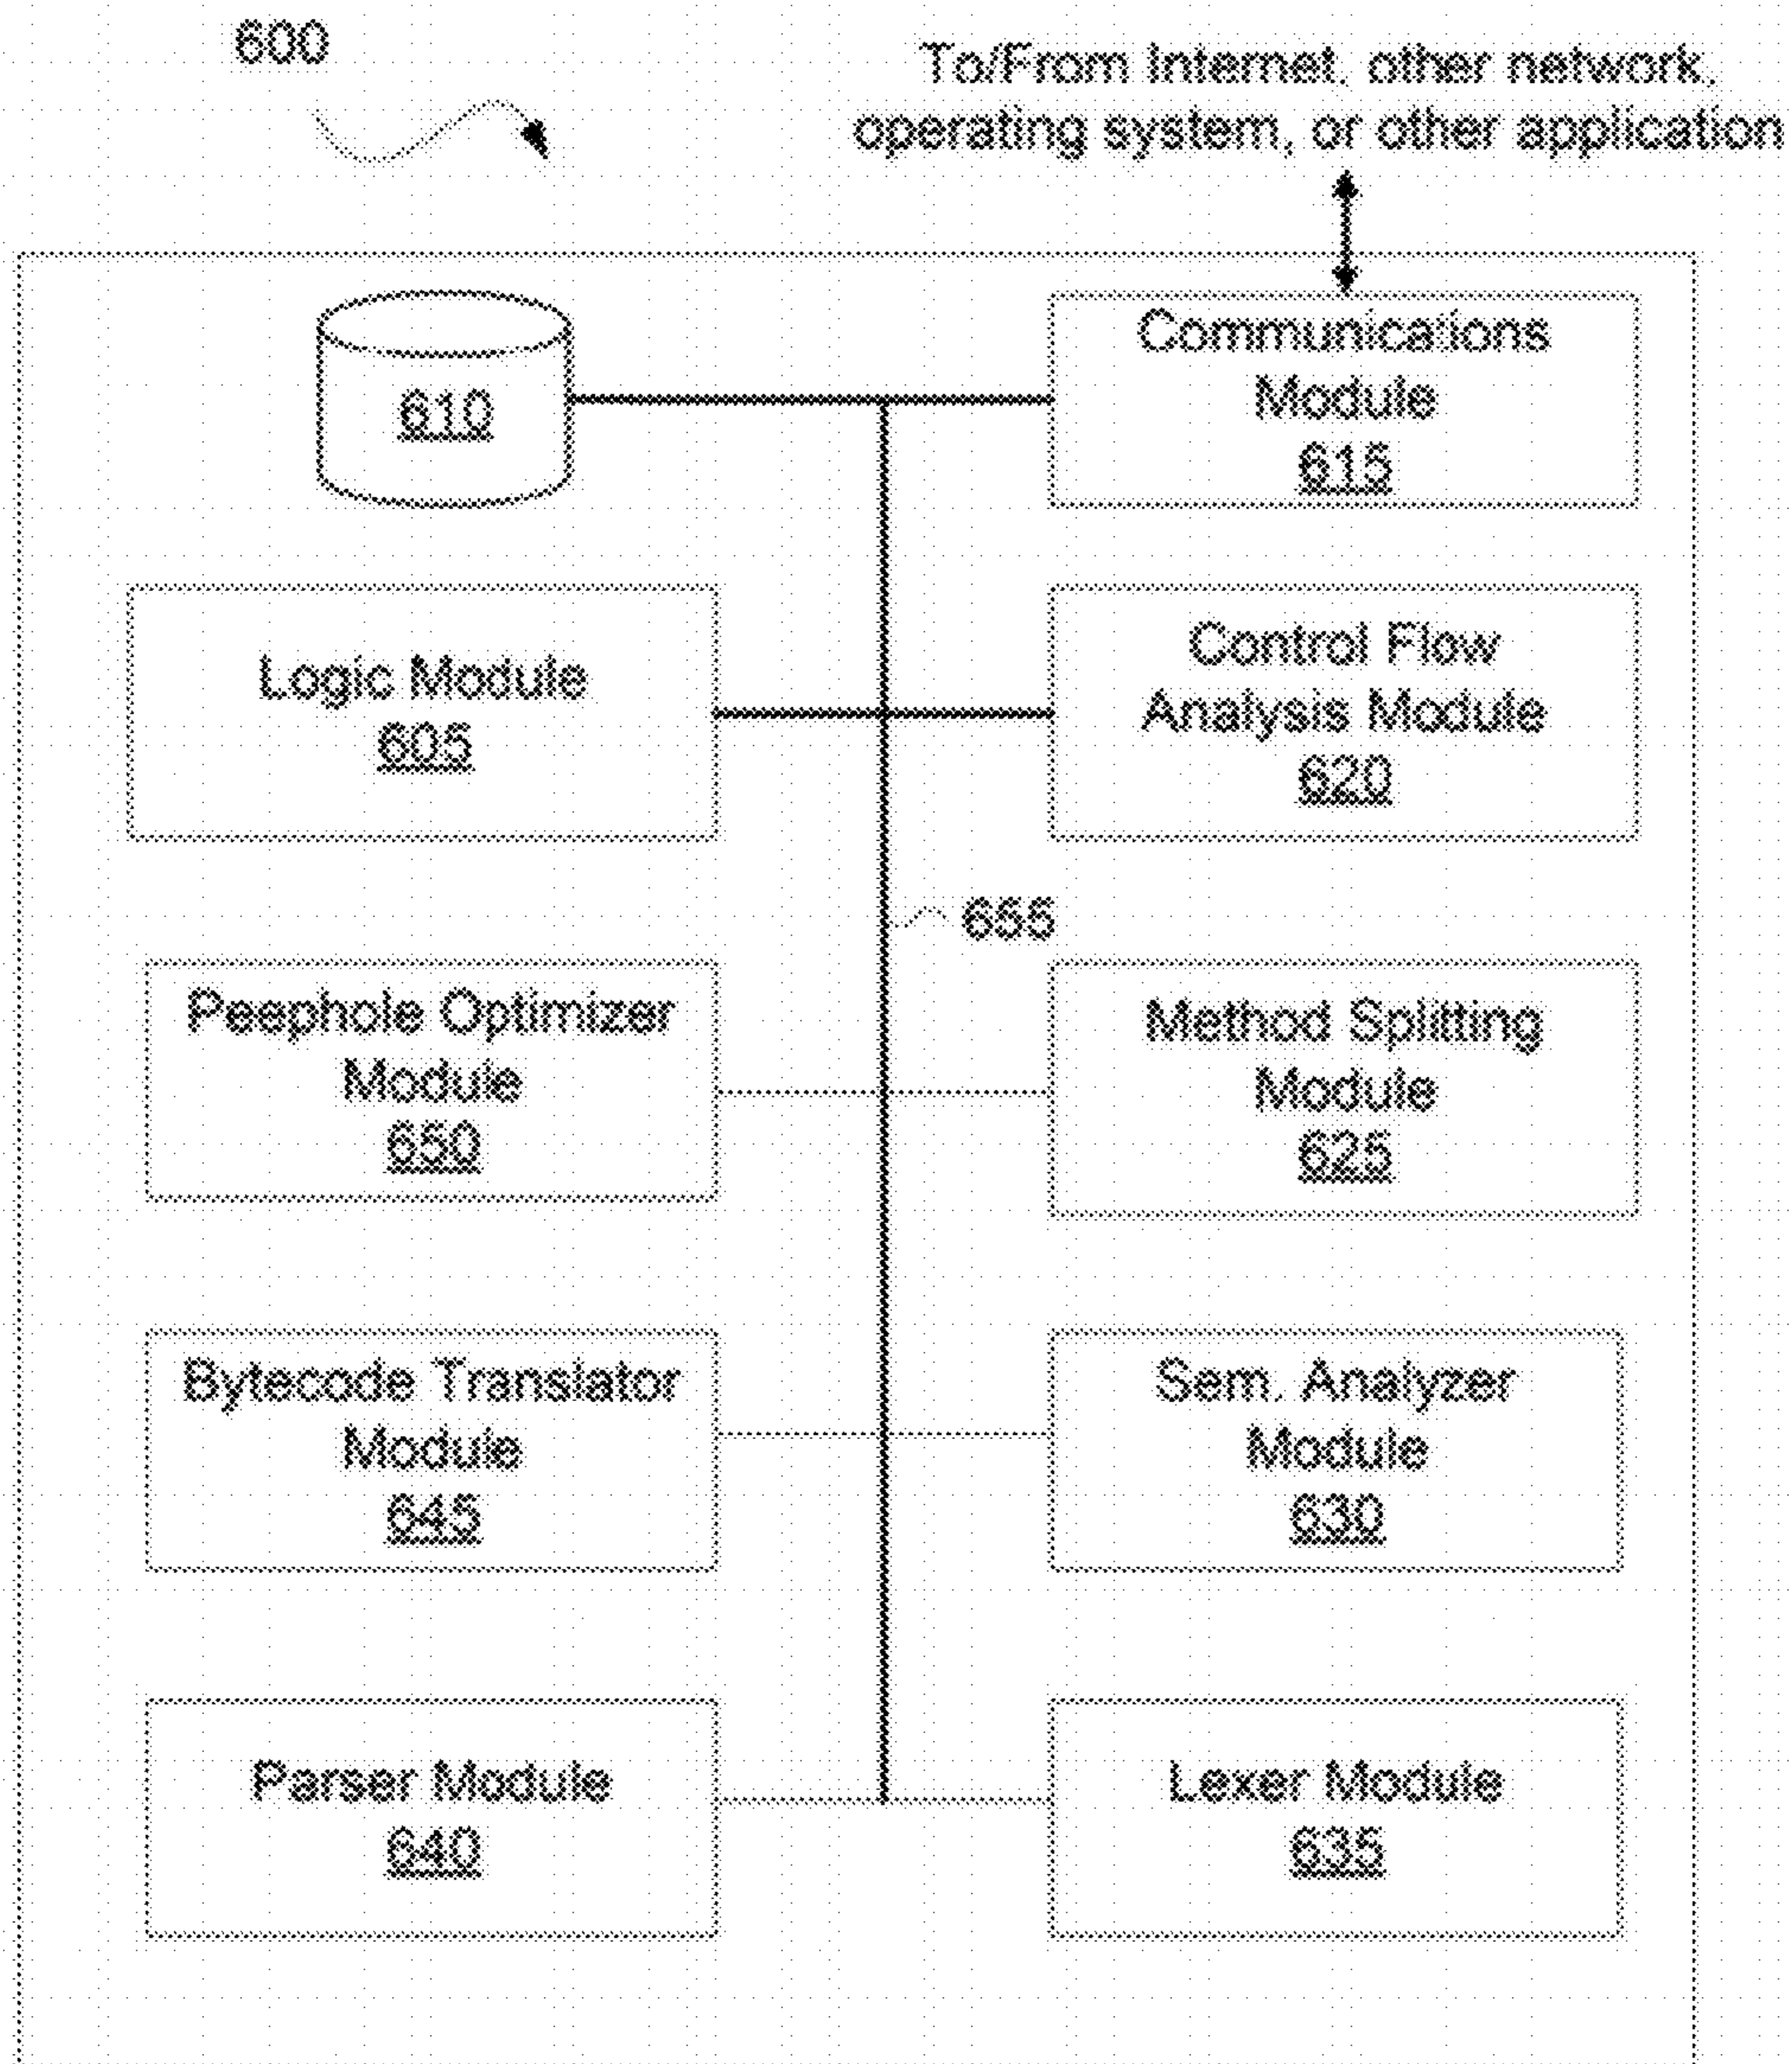 600
To/From Internet, other network,
operating system, or other application
610
Communications
Module
615
Logic Module
605
Control Flow
Analysis Module
620
655
Peephole Optimizer
Module
650
Method Splitting
Module
625
Bytecode Translator
Module
645
Sem. Analyzer
Module
630
Parser Module
640
Lexer Module
635